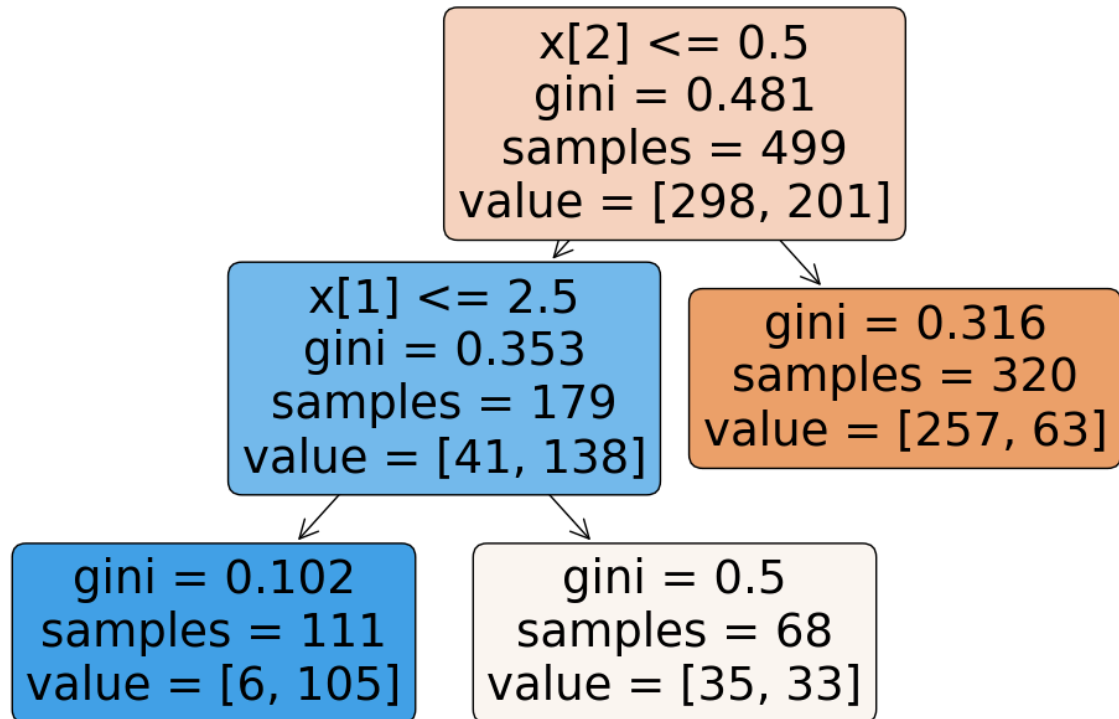 x[2] <= 0.5
gini = 0.481
samples = 499
value = [298, 201]
x[1] <= 2.5
gini = 0.353
samples = 179
value = [41, 138]
gini = 0.316
samples = 320
value = [257, 63]
gini = 0.102
samples = 111
value = [6, 105]
gini = 0.5
samples = 68
value = [35, 33]